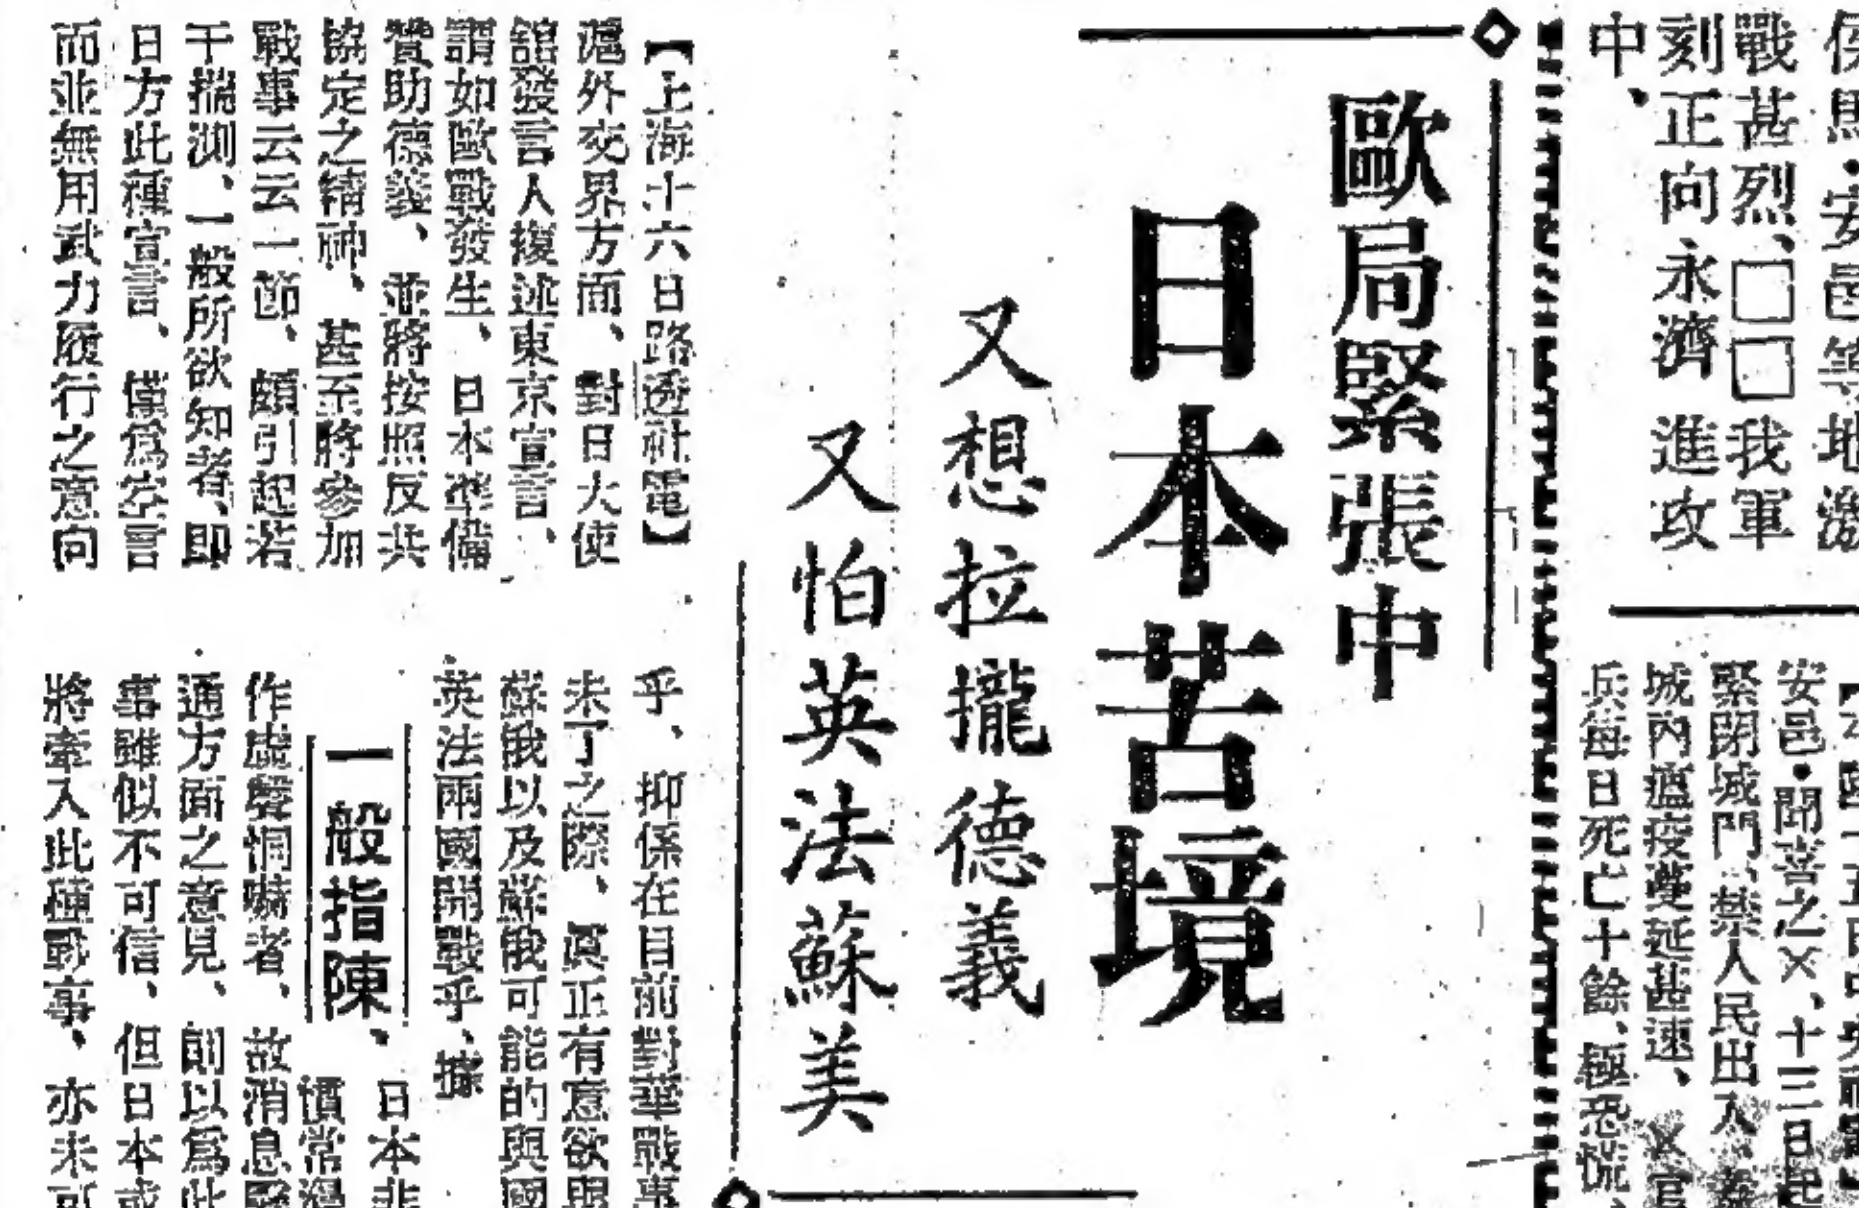 戰甚烈、□□我軍
刻正向永濟進攻
中、
安邑・聞喜之×、十三日起
緊閉城門、禁人民出入
城內瘟疫蔓延甚速、×官
兵每日死亡十餘、極恐慌、
歐局緊張中
日本苦境
又想拉攏德義
又怕英法蘇美
【上海十六日路透社電】
滬外交界方面、對日大使
舘發言人複述東京宣言、
謂如歐戰發生、日本準備
贊助德義、並將按照反共
協定之精神、甚至將參加
戰事云云一節、頗引起若
干揣測、一般所欲知者、即
日方此種宣言、僅爲空言
而並無用武力履行之意向
乎、抑係在目前對華戰事
未了之際、眞正有意欲與
蘇俄以及蘇俄可能的與國
英法兩國開戰乎、據
一般指陳、日本非
慣常
作虛聲恫嚇者、故消息
通方面之意見、則以爲此
事雖似不可信、但日本或
將牽入此種戰事、亦未可